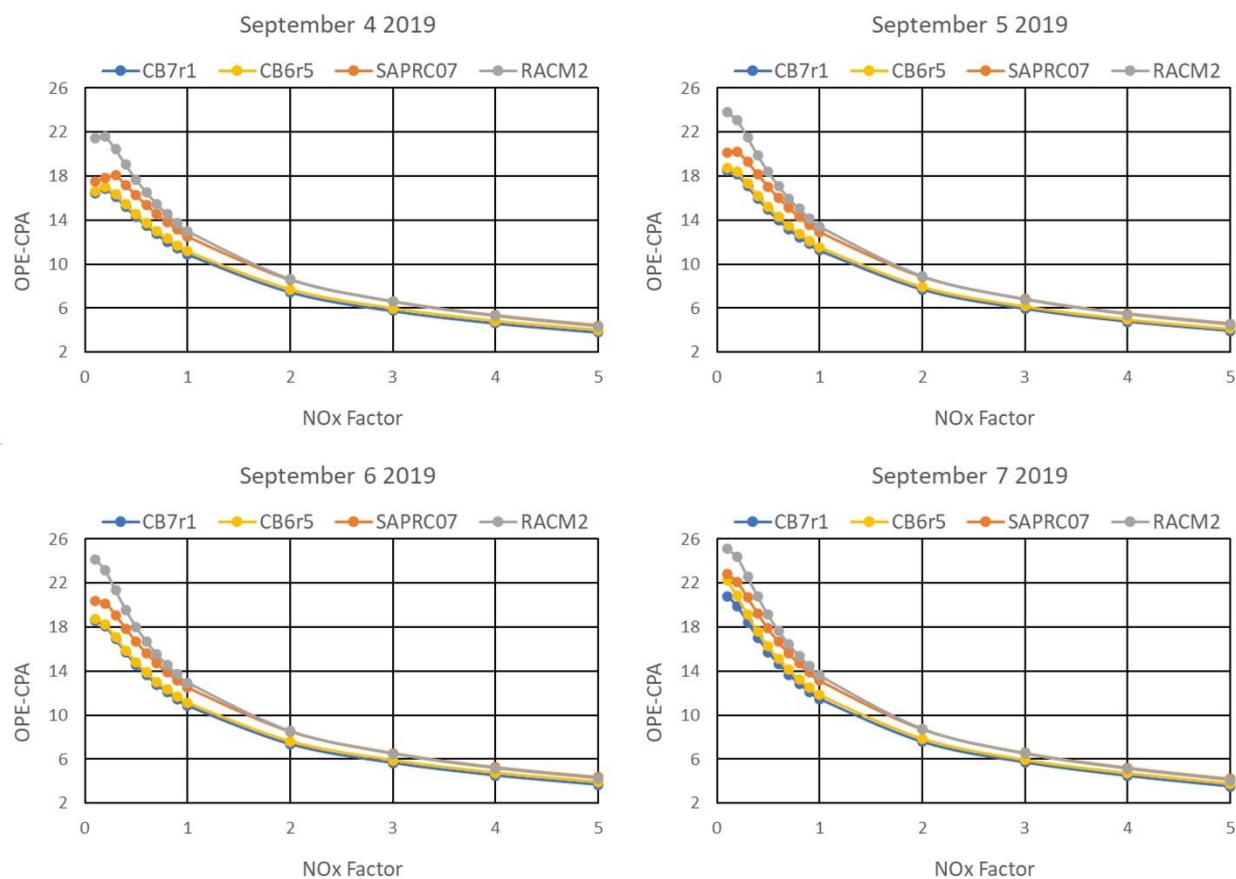 September 4 2019
CB7r1 CB6r5 SAPRC07 RACM2
26
22
18
14
10
6
2
OPE-CPA
0 1 2 3 4 5
NOx Factor
September 5 2019
CB7r1 CB6r5 SAPRC07 RACM2
26
22
18
14
10
6
2
OPE-CPA
0 1 2 3 4 5
NOx Factor
September 6 2019
CB7r1 CB6r5 SAPRC07 RACM2
26
22
18
14
10
6
2
OPE-CPA
0 1 2 3 4 5
NOx Factor
September 7 2019
CB7r1 CB6r5 SAPRC07 RACM2
26
22
18
14
10
6
2
OPE-CPA
0 1 2 3 4 5
NOx Factor